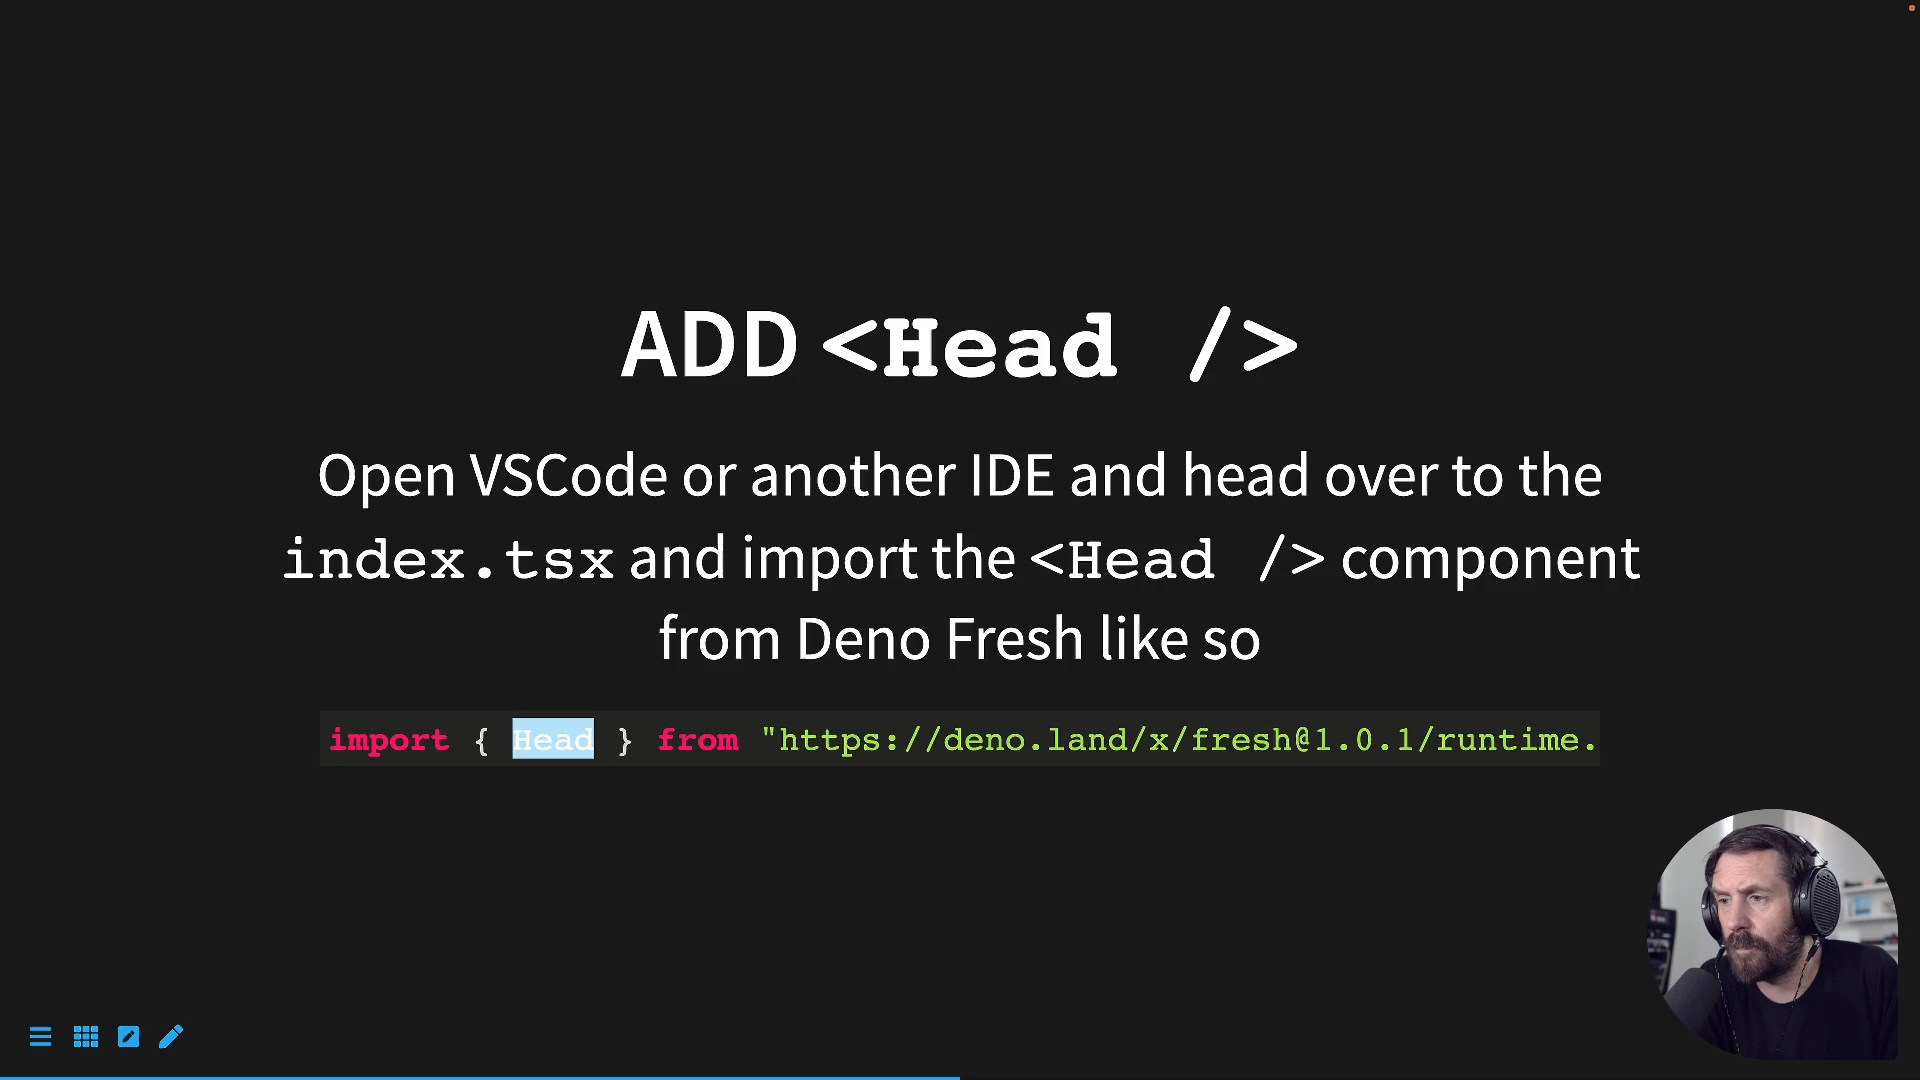 ADD <Head />
Open VSCode or another IDE and head over to the
index.tsx and import the <Head /> component
from Deno Fresh like so
import { Head } from "https://deno.land/x/fresh@1.0.1/runtime.